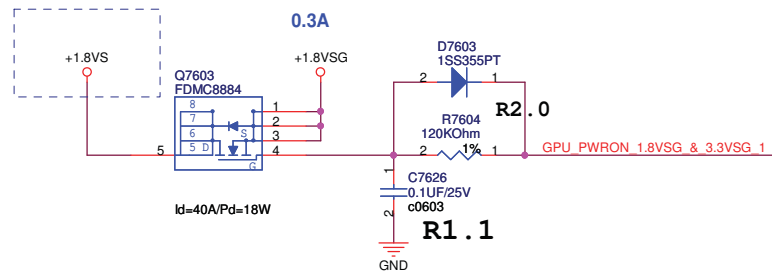 0.3A
+1.8VS
+1.8VSG
D7603
1SS355PT
Q7603
FDMC8884
2 1
R2.0
8
7
6
5 D
S
G
1
2
3
4
5
R7604
120KOhm
2 1
1%
GPU_PWRON_1.8VSG_&_3.3VSG_1
1
C7626
0.1UF/25V
c0603
2
Id=40A/Pd=18W
R1.1
GND